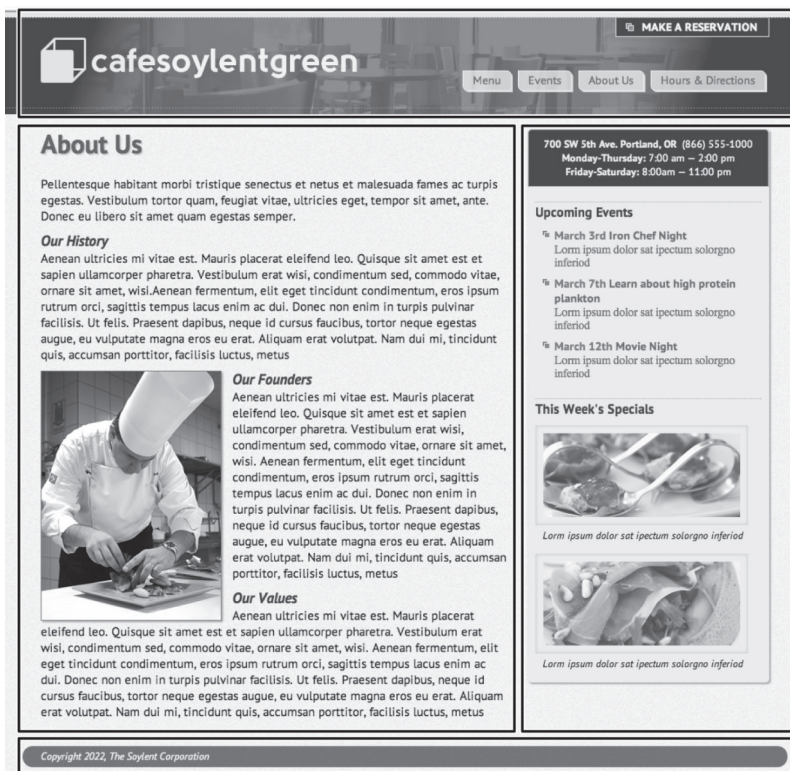 MAKE A RESERVATION
cafesoylentgreen
Menu Events About Us Hours & Directions
About Us
Pellentesque habitant morbi tristique senectus et netus et malesuada fames ac turpis
egestas. Vestibulum tortor quam, feugiat vitae, ultricies eget, tempor sit amet, ante.
Donec eu libero sit amet quam egestas semper.
Our History
Aenean ultricies mi vitae est. Mauris placerat eleifend leo. Quisque sit amet est et
sapien ullamcorper pharetra. Vestibulum erat wisi, condimentum sed, commodo vitae,
ornare sit amet, wisi.Aenean fermentum, elit eget tincidunt condimentum, eros ipsum
rutrum orci, sagittis tempus lacus enim ac dui. Donec non enim in turpis pulvinar
facilisis. Ut felis. Praesent dapibus, neque id cursus faucibus, tortor neque egestas
augue, eu vulputate magna eros eu erat. Aliquam erat volutpat. Nam dui mi, tincidunt
quis, accumsan porttitor, facilisis luctus, metus
Our Founders
Aenean ultricies mi vitae est. Mauris placerat
eleifend leo. Quisque sit amet est et sapien
ullamcorper pharetra. Vestibulum erat wisi,
condimentum sed, commodo vitae, ornare sit amet,
wisi. Aenean fermentum, elit eget tincidunt
condimentum, eros ipsum rutrum orci, sagittis
tempus lacus enim ac dui. Donec non enim in
turpis pulvinar facilisis. Ut felis. Praesent dapibus,
neque id cursus faucibus, tortor neque egestas
augue, eu vulputate magna eros eu erat. Aliquam
erat volutpat. Nam dui mi, tincidunt quis, accumsan
porttitor, facilisis luctus, metus
Our Values
Aenean ultricies mi vitae est. Mauris placerat
eleifend leo. Quisque sit amet est et sapien ullamcorper pharetra. Vestibulum erat
wisi, condimentum sed, commodo vitae, ornare sit amet, wisi. Aenean fermentum, elit
eget tincidunt condimentum, eros ipsum rutrum orci, sagittis tempus lacus enim ac
dui. Donec non enim in turpis pulvinar facilisis. Ut felis. Praesent dapibus, neque id
cursus faucibus, tortor neque egestas augue, eu vulputate magna eros eu erat. Aliquam
erat volutpat. Nam dui mi, tincidunt quis, accumsan porttitor, facilisis luctus, metus
700 SW 5th Ave. Portland, OR (866) 555-1000
Monday-Thursday: 7:00 am — 2:00 pm
Friday-Saturday: 8:00am — 11:00 pm
Upcoming Events
March 3rd Iron Chef Night
Lorm ipsum dolor sat ipectum solorgno
inferiod
March 7th Learn about high protein
plankton
Lorm ipsum dolor sat ipectum solorgno
inferiod
March 12th Movie Night
Lorm ipsum dolor sat ipectum solorgno
inferiod
This Week's Specials
Lorm ipsum dolor sat ipectum solorgno inferiod
Lorm ipsum dolor sat ipectum solorgno inferiod
Copyright 2022, The Soylent Corporation